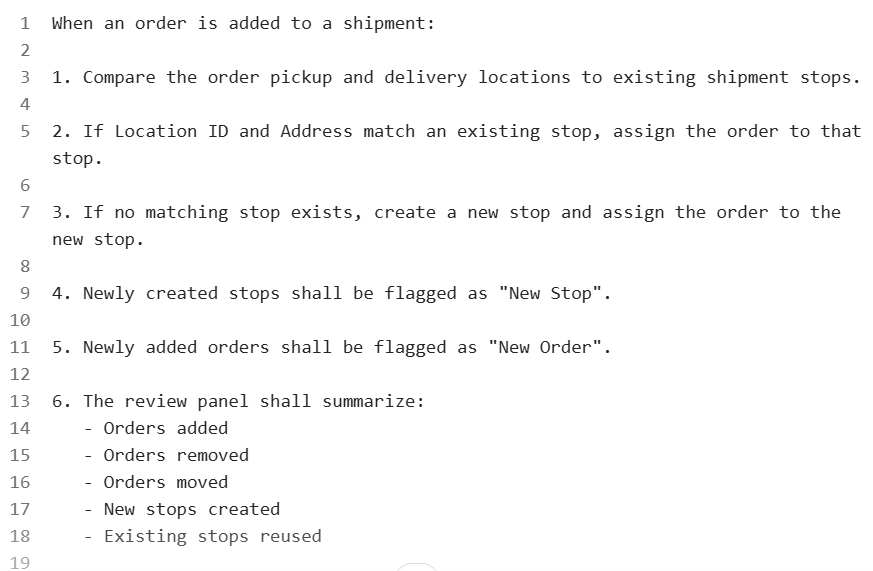 1 When an order is added to a shipment:
2
3 1. Compare the order pickup and delivery locations to existing shipment stops.
4
5 2. If Location ID and Address match an existing stop, assign the order to that
stop.
6
7 3. If no matching stop exists, create a new stop and assign the order to the
new stop.
8
9 4. Newly created stops shall be flagged as "New Stop".
10
11 5. Newly added orders shall be flagged as "New Order".
12
13 6. The review panel shall summarize:
14 - Orders added
15 - Orders removed
16 - Orders moved
17 - New stops created
18 - Existing stops reused
19